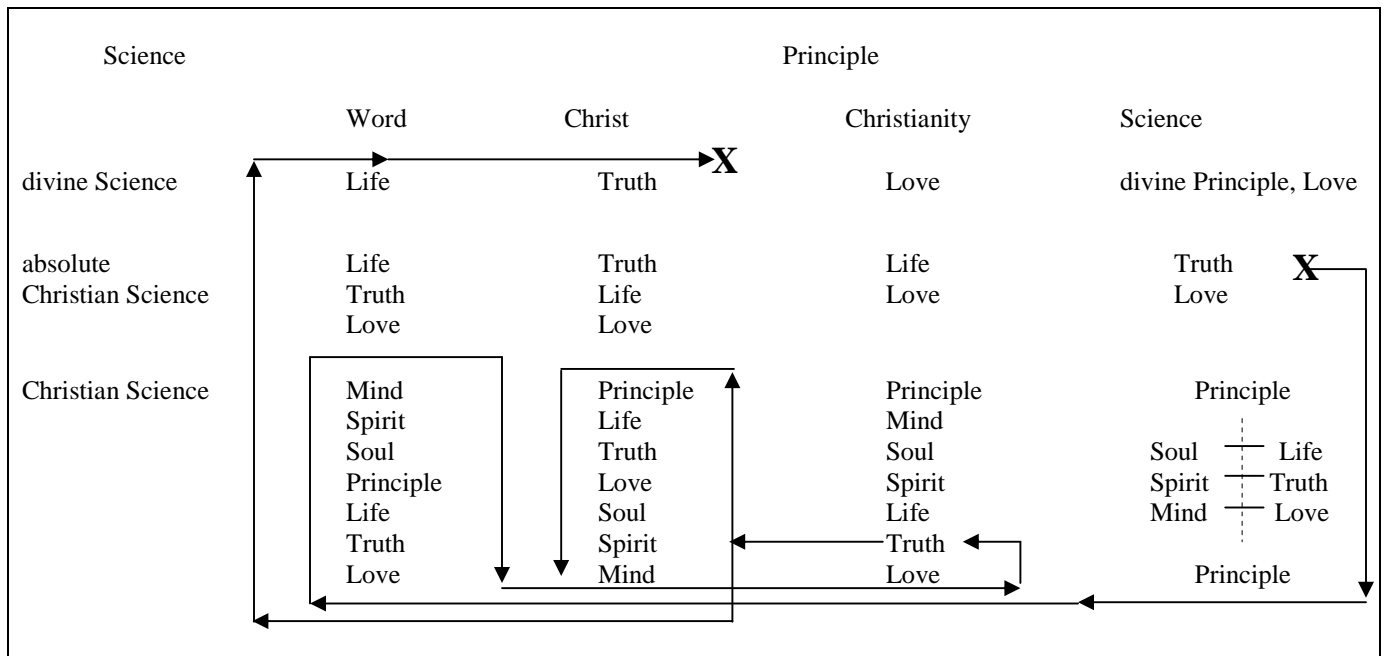 Science Principle
Word Christ Christianity Science
X
divine Science Life Truth Love divine Principle, Love
absolute Life Truth Life Truth X
Christian Science Truth Life Love Love
Love Love
Christian Science Mind Principle Principle Principle
Spirit Life Mind
Soul Truth Soul Soul Life
Principle Love Spirit Spirit Truth
Life Soul Life Mind Love
Truth Spirit Truth
Love Mind Love Principle